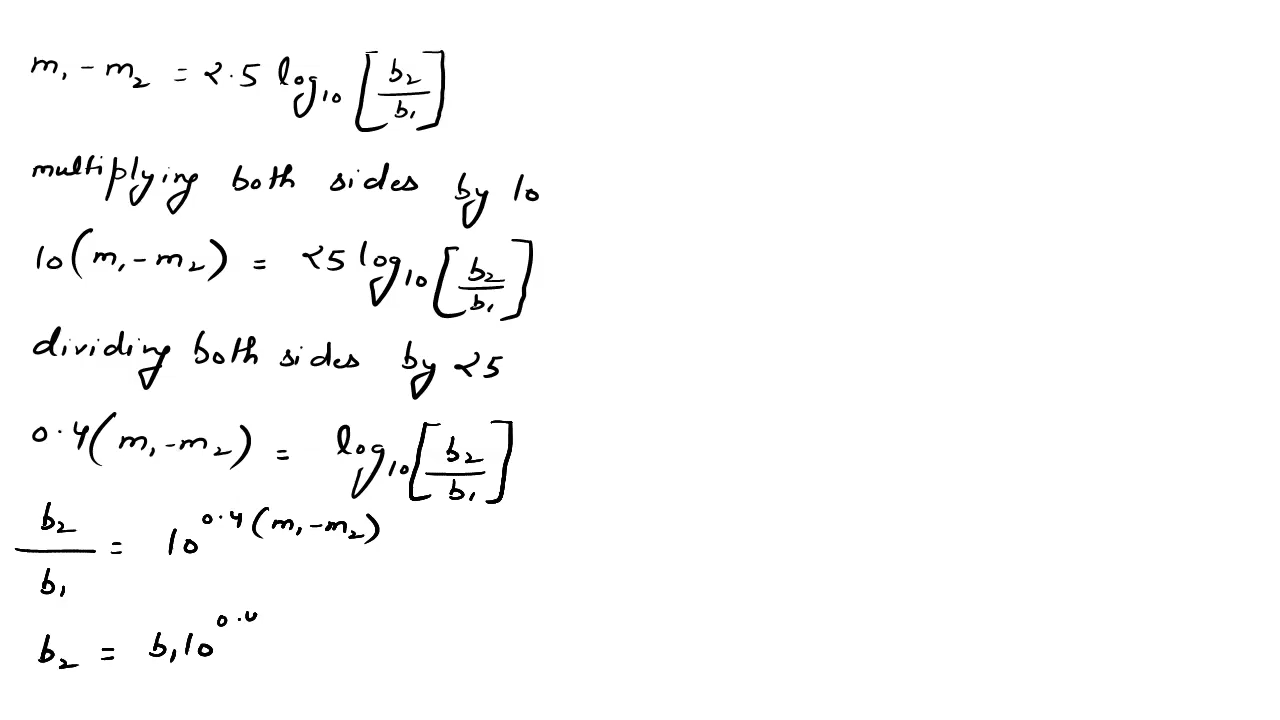 m₁ - m₂ = 2.5 log₁₀ [b₂/b₁]
multiplying both sides by 10
10(m₁ - m₂) = 25 log₁₀ [b₂/b₁]
dividing both sides by 25
0.4(m₁ - m₂) = log₁₀ [b₂/b₁]
b₂/b₁ = 10^0.4(m₁ - m₂)
b₂ = b₁10^0.